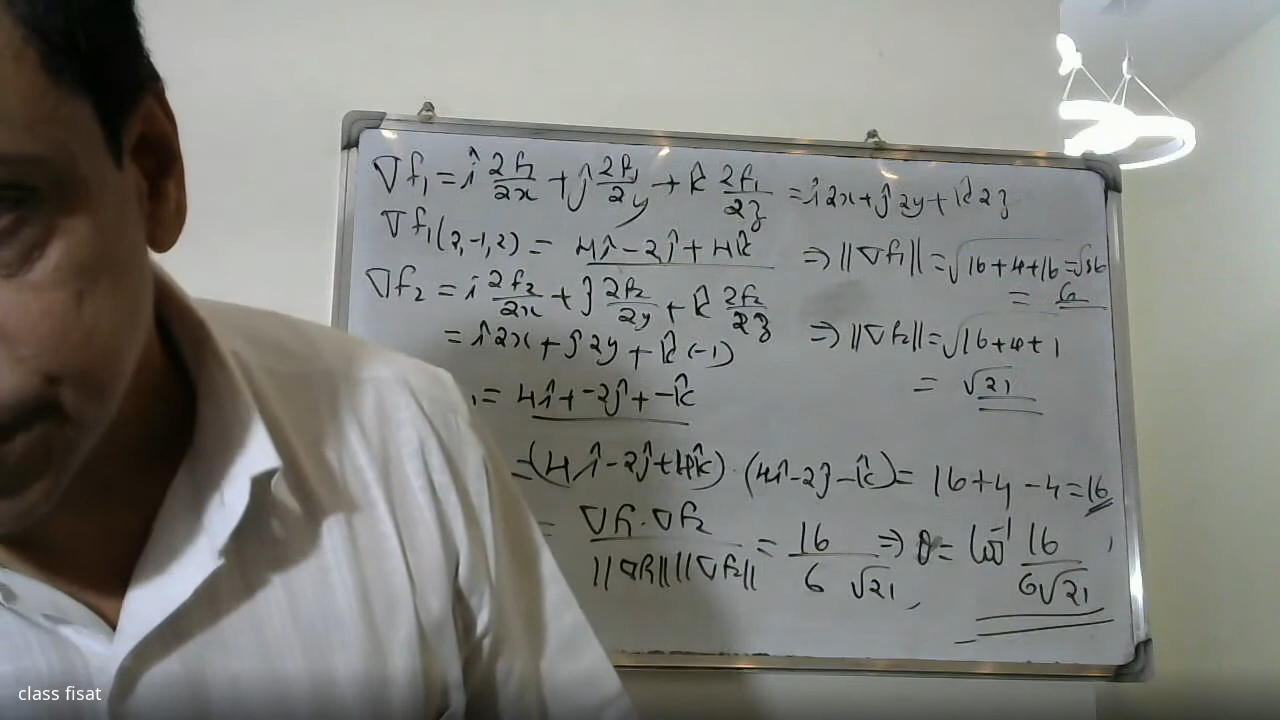 ∇f₁ = î ∂f₁/∂x + ĵ ∂f₁/∂y + k̂ ∂f₁/∂z = î 2x + ĵ 2y + k̂ 2z
∇f₁(2,-1,2) = 4î - 2ĵ + 4k̂ ⇒ ||∇f₁|| = √16+4+16 = √36
= 6
∇f₂ = î ∂f₂/∂x + ĵ ∂f₂/∂y + k̂ ∂f₂/∂z
= î 2x + ĵ 2y + k̂ (-1) ⇒ ||∇f₂|| = √16+4+1
= √21
= 4î + -2ĵ + -k̂
= (4î - 2ĵ + 4k̂) · (4î - 2ĵ - k̂) = 16 + 4 - 4 = 16
= ∇f₁·∇f₂ / ||∇f₁|| ||∇f₂|| = 16 / 6 √21 ⇒ θ = cos⁻¹ 16 / 6√21
class fisat